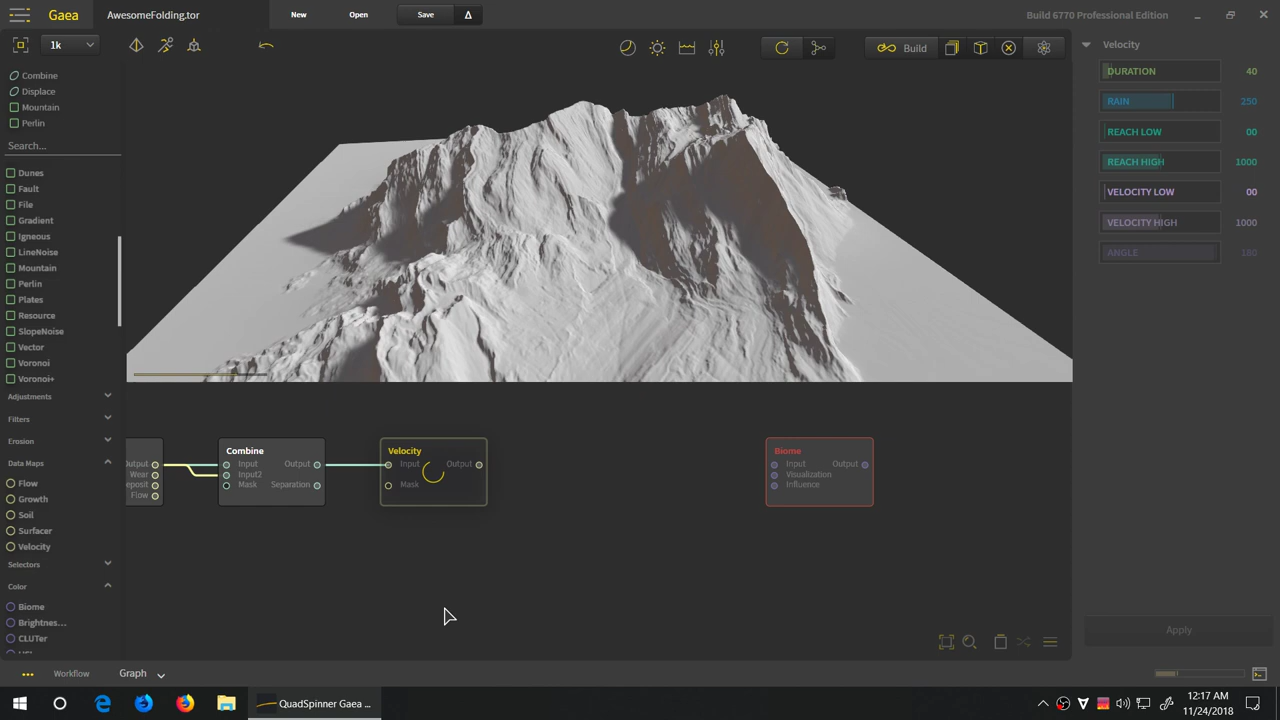 Gaea
AwesomeFolding.tor
New
Open
Save
Build 6770 Professional Edition
1k
Build
Velocity
DURATION 40
RAIN 250
REACH LOW 00
REACH HIGH 1000
VELOCITY LOW 00
VELOCITY HIGH 1000
ANGLE 180
Apply
Combine
Displace
Mountain
Perlin
Search...
Dunes
Fault
File
Gradient
Igneous
LineNoise
Mountain
Perlin
Plates
Resource
SlopeNoise
Vector
Voronoi
Voronoi+
Adjustments
Filters
Erosion
Data Maps
Flow
Growth
Soil
Surfacer
Velocity
Selectors
Color
Biome
Brightnes...
CLUTer
Output
Wear
eposit
Flow
Combine
Input Output
Input2
Mask Separation
Velocity
Input Output
Mask
Biome
Input Output
Visualization
Influence
Workflow
Graph
QuadSpinner Gaea ...
12:17 AM
11/24/2018